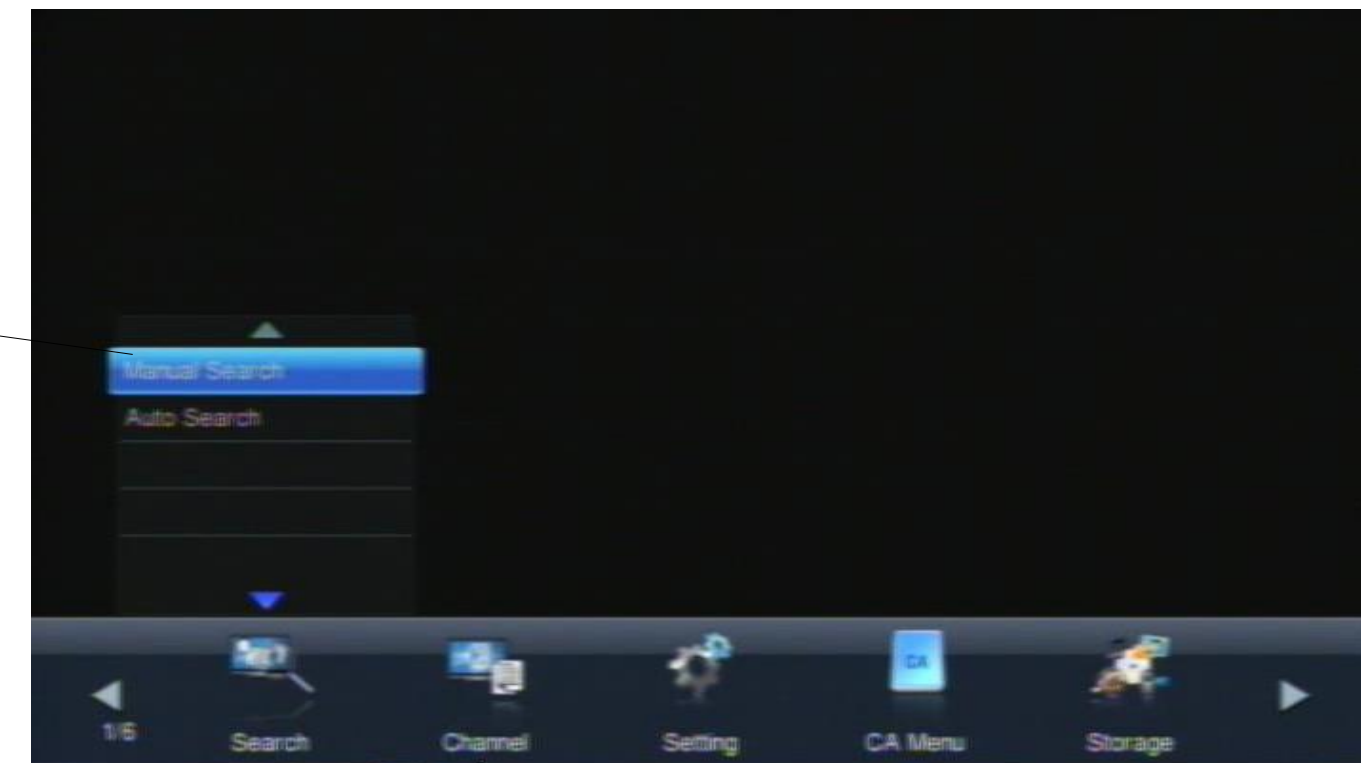 Manual Search
Auto Search
1/6
Search
Channel
Setting
CA
CA Menu
Storage